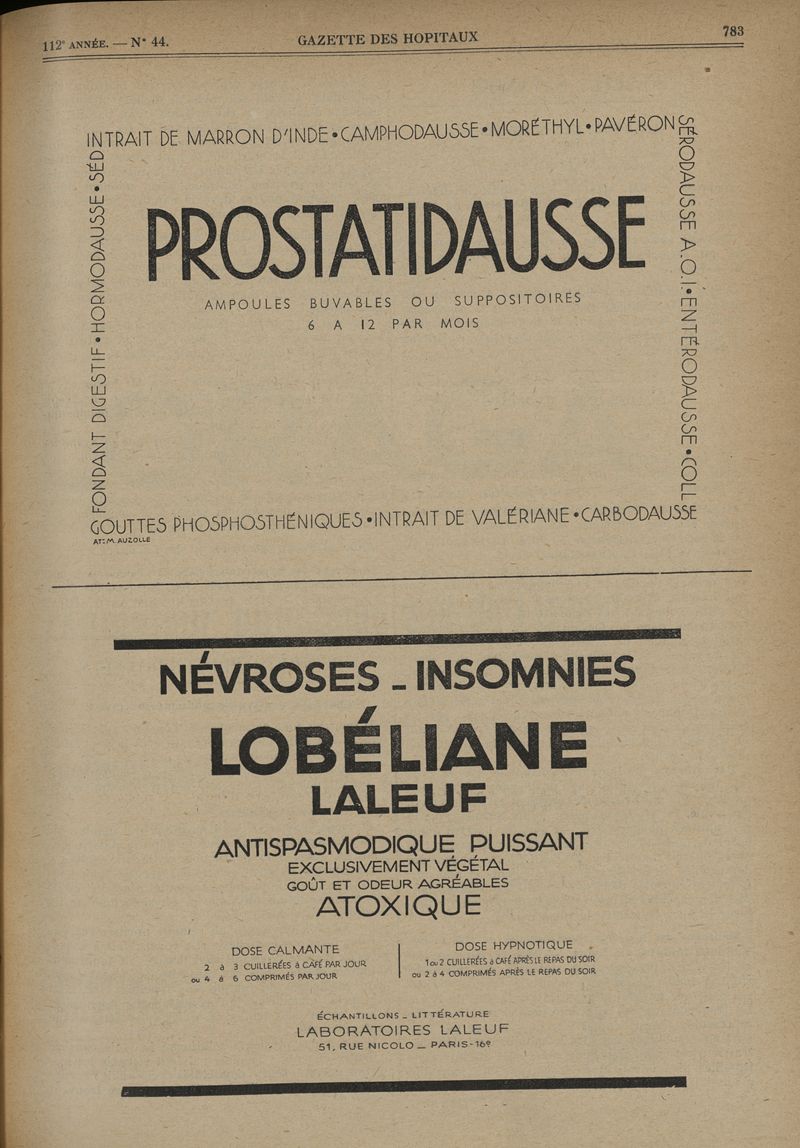 112e ANNÉE. — N° 44.
GAZETTE DES HOPITAUX
783
INTRAIT DE MARRON D'INDE • CAMPHODAUSSE • MORÉTHYL • PAVÉRON
SÉRODAUSSE A.O.I. • ENTÉRODAUSSE • COLL
FONDANT DIGESTIF • HORMODAUSSE • SÉD
PROSTATIDAUSSE
AMPOULES BUVABLES OU SUPPOSITOIRES
6 A 12 PAR MOIS
GOUTTES PHOSPHOSTHÉNIQUES • INTRAIT DE VALÉRIANE • CARBODAUSSE
AT: M. AUZOLLE
NÉVROSES _ INSOMNIES
LOBÉLIANE
LALEUF
ANTISPASMODIQUE PUISSANT
EXCLUSIVEMENT VÉGÉTAL
GOÛT ET ODEUR AGRÉABLES
ATOXIQUE
DOSE CALMANTE
2 à 3 CUILLERÉES à CAFÉ PAR JOUR
ou 4 à 6 COMPRIMÉS PAR JOUR
DOSE HYPNOTIQUE
1 ou 2 CUILLERÉES à CAFÉ APRÈS LE REPAS DU SOIR
ou 2 à 4 COMPRIMÉS APRÈS LE REPAS DU SOIR
ÉCHANTILLONS _ LITTÉRATURE
LABORATOIRES LALEUF
51, RUE NICOLO _ PARIS-16e